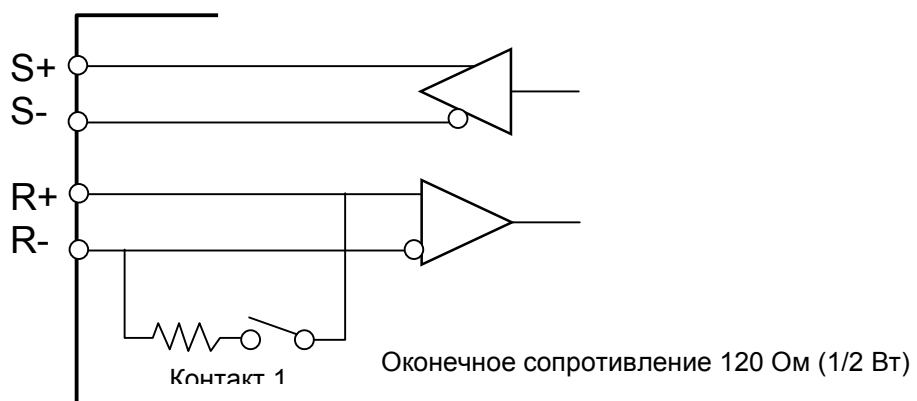 S+
S-
R+
R-
Контакт 1
Оконечное сопротивление 120 Ом (1/2 Вт)